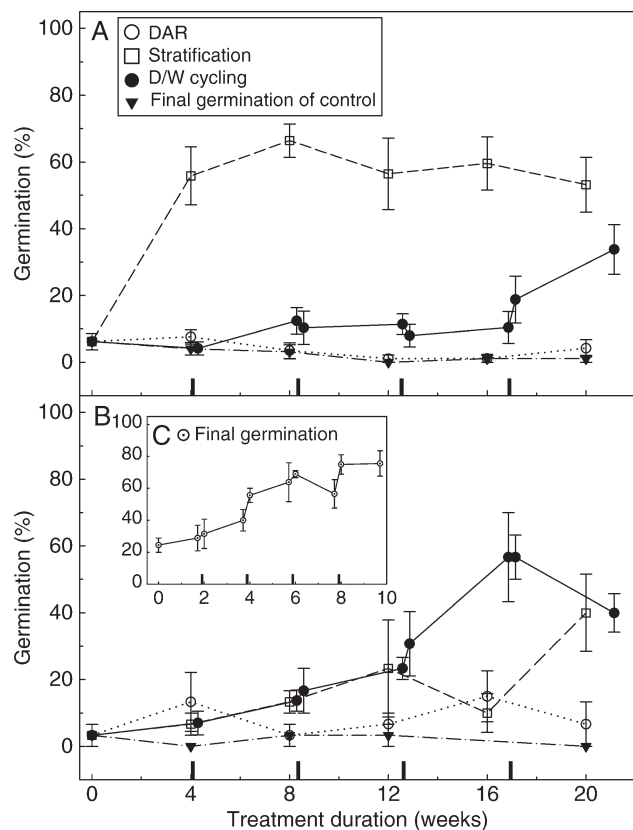 A
DAR
Stratification
D/W cycling
Final germination of control
100
80
60
40
20
0
Germination (%)
B
C Final germination
100
80
60
40
20
0
0 2 4 6 8 10
100
80
60
40
20
0
Germination (%)
0 4 8 12 16 20
Treatment duration (weeks)